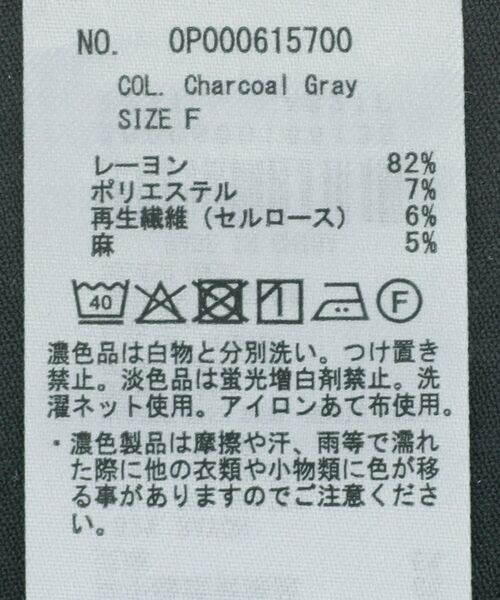 NO. 0P000615700
COL. Charcoal Gray
SIZE F
レーヨン 82%
ポリエステル 7%
再生繊維（セルロース） 6%
麻 5%
40 F
濃色品は白物と分別洗い。つけ置き
禁止。淡色品は蛍光増白剤禁止。洗
濯ネット使用。アイロンあて布使用。
・濃色製品は摩擦や汗、雨等で濡れ
た際に他の衣類や小物類に色が移
る事がありますのでご注意くださ
い。